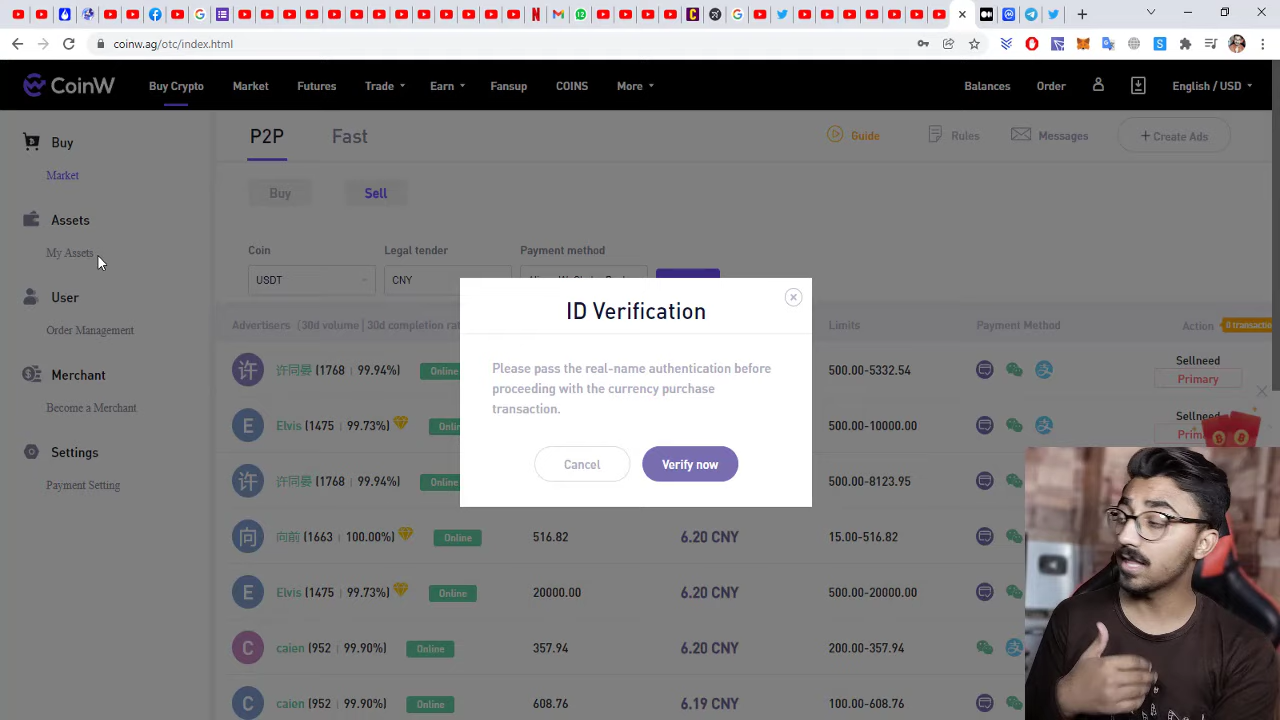 coinw.ag/otc/index.html
CoinW
Buy Crypto
Market
Futures
Trade
Earn
Fansup
COINS
More
Balances
Order
English / USD
Buy
Market
Assets
My Assets
User
Order Management
Merchant
Become a Merchant
Settings
Payment Setting
P2P
Fast
Guide
Rules
Messages
+ Create Ads
Buy
Sell
Coin
Legal tender
Payment method
USDT
CNY
Advertisers (30d volume | 30d completion
Limits
Payment Method
Action
0
ID Verification
Please pass the real-name authentication before
proceeding with the currency purchase
transaction.
Cancel
Verify now
许 许同晏 (1768 | 99.94%) Online
500.00-5332.54
Sellneed
Primary
E Elvis (1475 | 99.73%)
500.00-10000.00
Sellneed
许 许同晏 (1768 | 99.94%) Online
500.00-8123.95
向 向前 (1663 | 100.00%) Online 516.82 6.20 CNY 15.00-516.82
E Elvis (1475 | 99.73%) Online 20000.00 6.20 CNY 500.00-20000.00
C caien (952 | 99.90%) Online 357.94 6.20 CNY 200.00-357.94
C caien (952 | 99.90%) Online 608.76 6.19 CNY 100.00-608.76